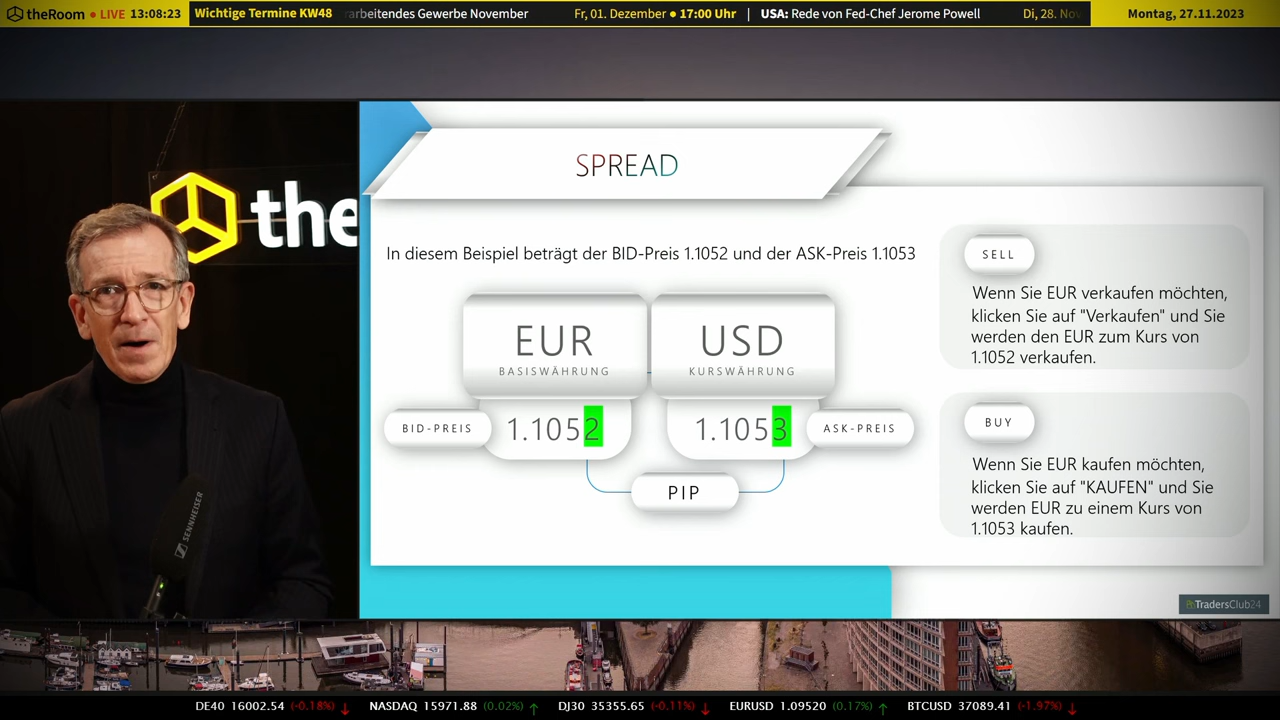 theRoom ● LIVE 13:08:23 Wichtige Termine KW48 rarbeitendes Gewerbe November Fr, 01. Dezember ● 17:00 Uhr | USA: Rede von Fed-Chef Jerome Powell Di, 28. Nov Montag, 27.11.2023
the
SENNHEISER
SPREAD
In diesem Beispiel beträgt der BID-Preis 1.1052 und der ASK-Preis 1.1053
EUR
BASISWÄHRUNG
USD
KURSWÄHRUNG
BID-PREIS
1.1052
1.1053
ASK-PREIS
PIP
SELL
Wenn Sie EUR verkaufen möchten,
klicken Sie auf "Verkaufen" und Sie
werden den EUR zum Kurs von
1.1052 verkaufen.
BUY
Wenn Sie EUR kaufen möchten,
klicken Sie auf "KAUFEN" und Sie
werden EUR zu einem Kurs von
1.1053 kaufen.
TradersClub24
DE40 16002.54 (-0.18%) ↓ NASDAQ 15971.88 (0.02%) ↑ DJ30 35355.65 (-0.11%) ↓ EURUSD 1.09520 (0.17%) ↑ BTCUSD 37089.41 (-1.97%) ↓